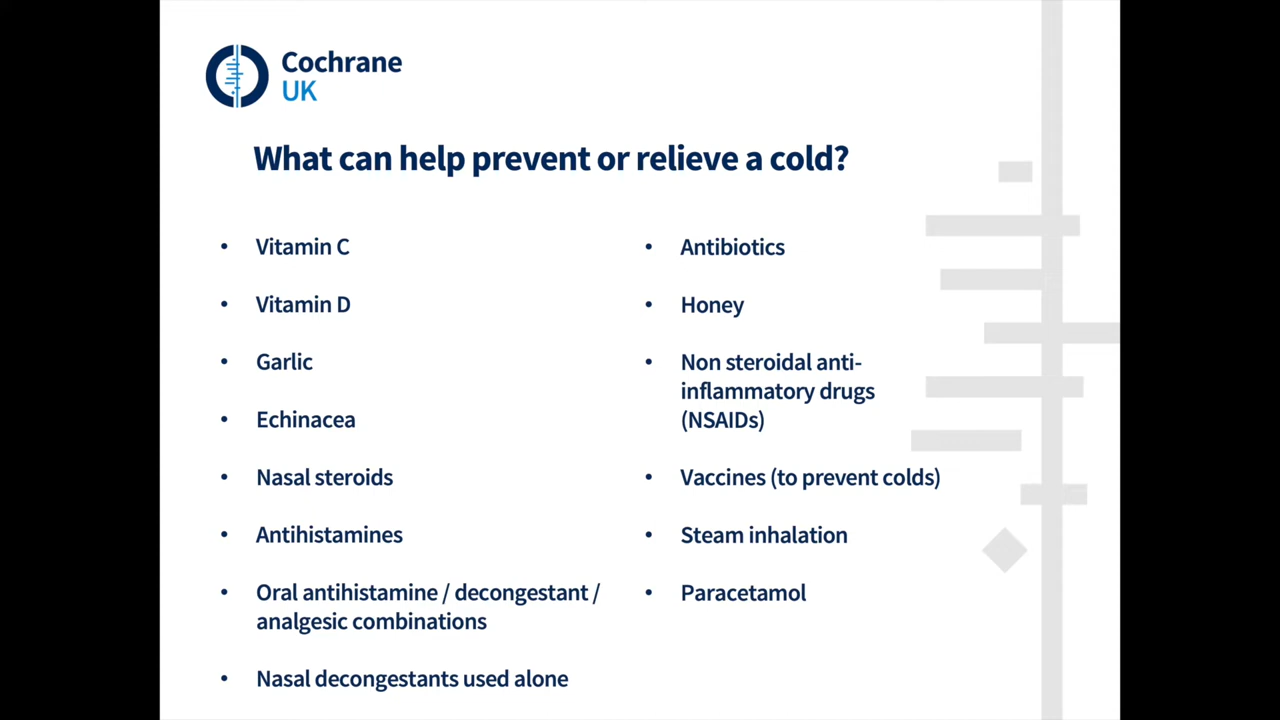 Cochrane
UK
What can help prevent or relieve a cold?
• Vitamin C
• Vitamin D
• Garlic
• Echinacea
• Nasal steroids
• Antihistamines
• Oral antihistamine / decongestant /
analgesic combinations
• Nasal decongestants used alone
• Antibiotics
• Honey
• Non steroidal anti-
inflammatory drugs
(NSAIDs)
• Vaccines (to prevent colds)
• Steam inhalation
• Paracetamol